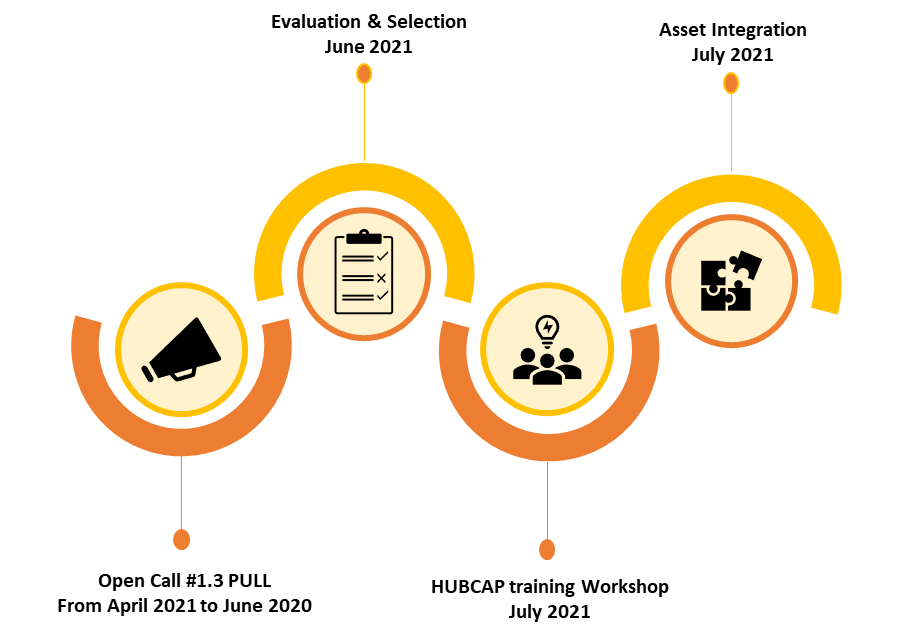 Evaluation & Selection
June 2021
Asset Integration
July 2021
Open Call #1.3 PULL
From April 2021 to June 2020
HUBCAP training Workshop
July 2021